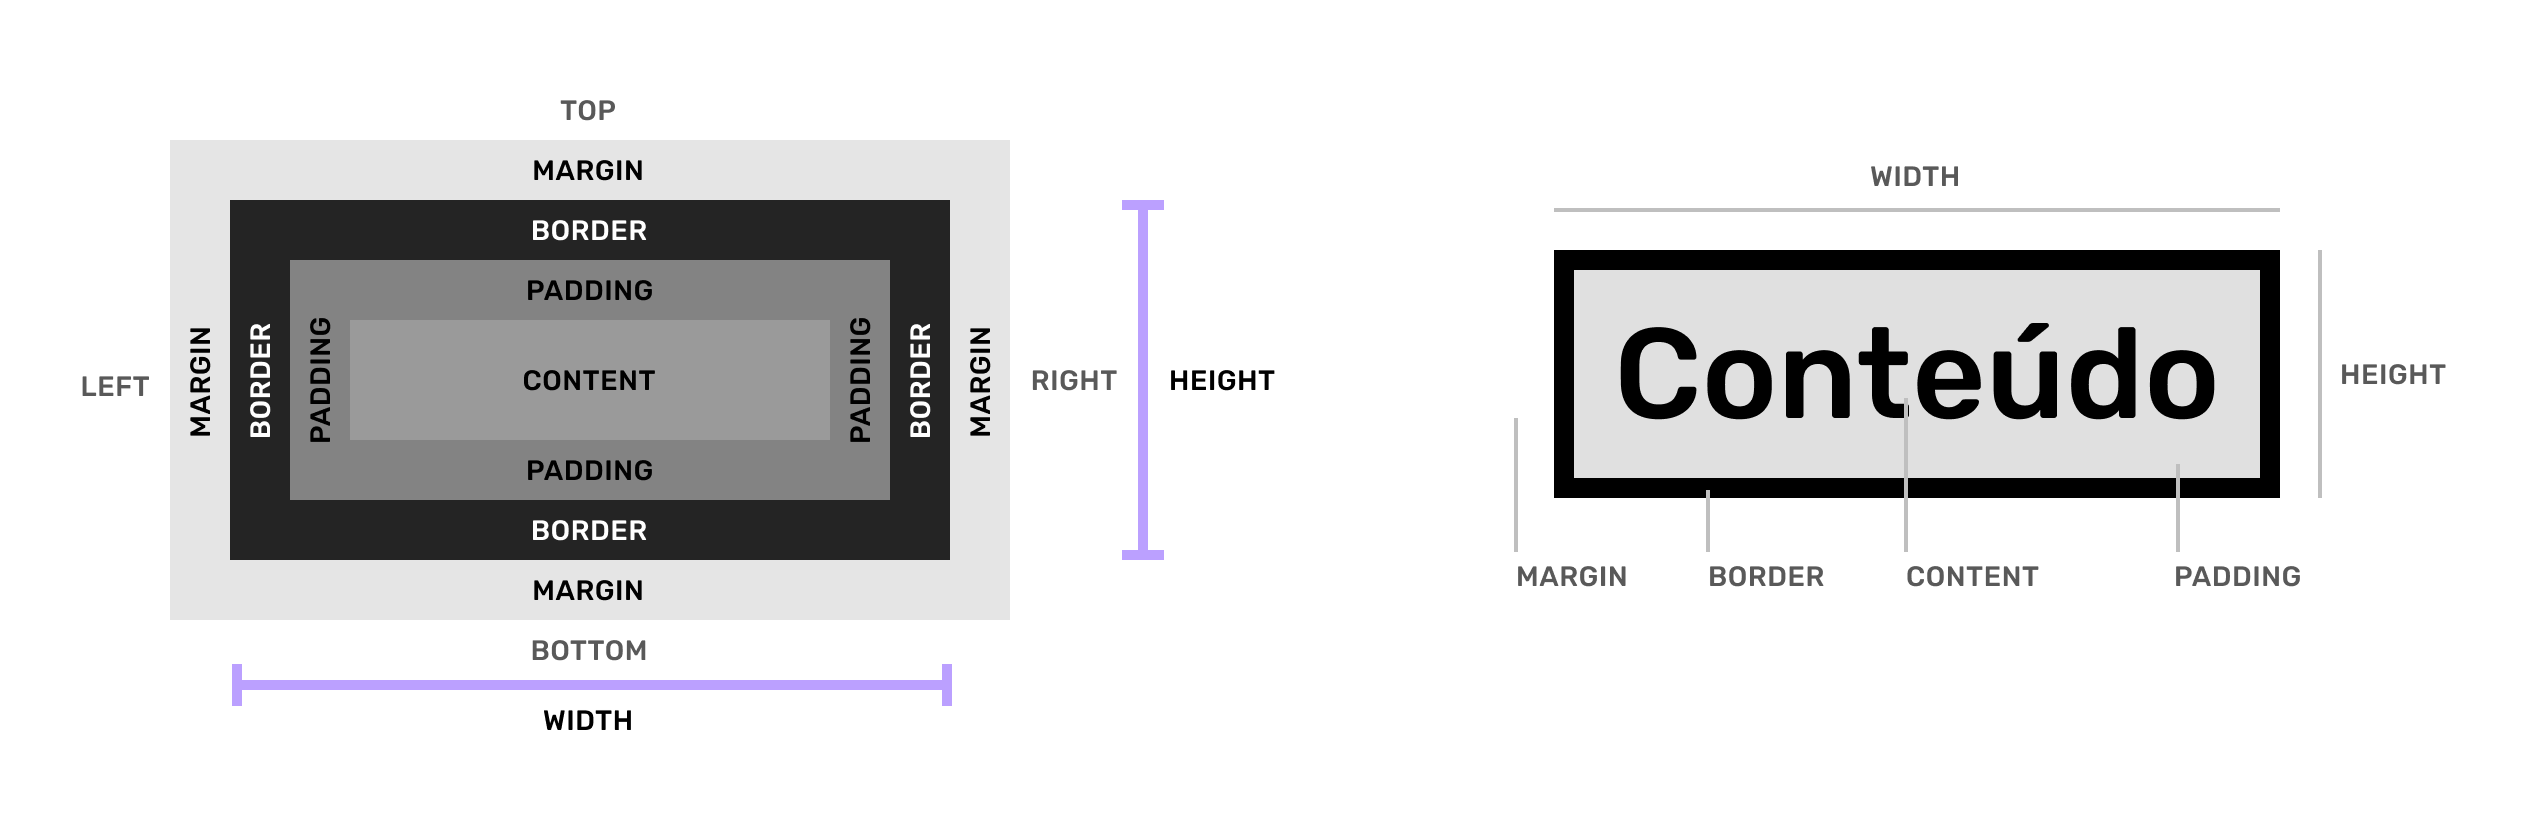 TOP
MARGIN
BORDER
PADDING
LEFT
MARGIN
BORDER
PADDING
CONTENT
PADDING
BORDER
MARGIN
RIGHT
HEIGHT
PADDING
BORDER
MARGIN
BOTTOM
WIDTH
WIDTH
Conteúdo
HEIGHT
MARGIN
BORDER
CONTENT
PADDING